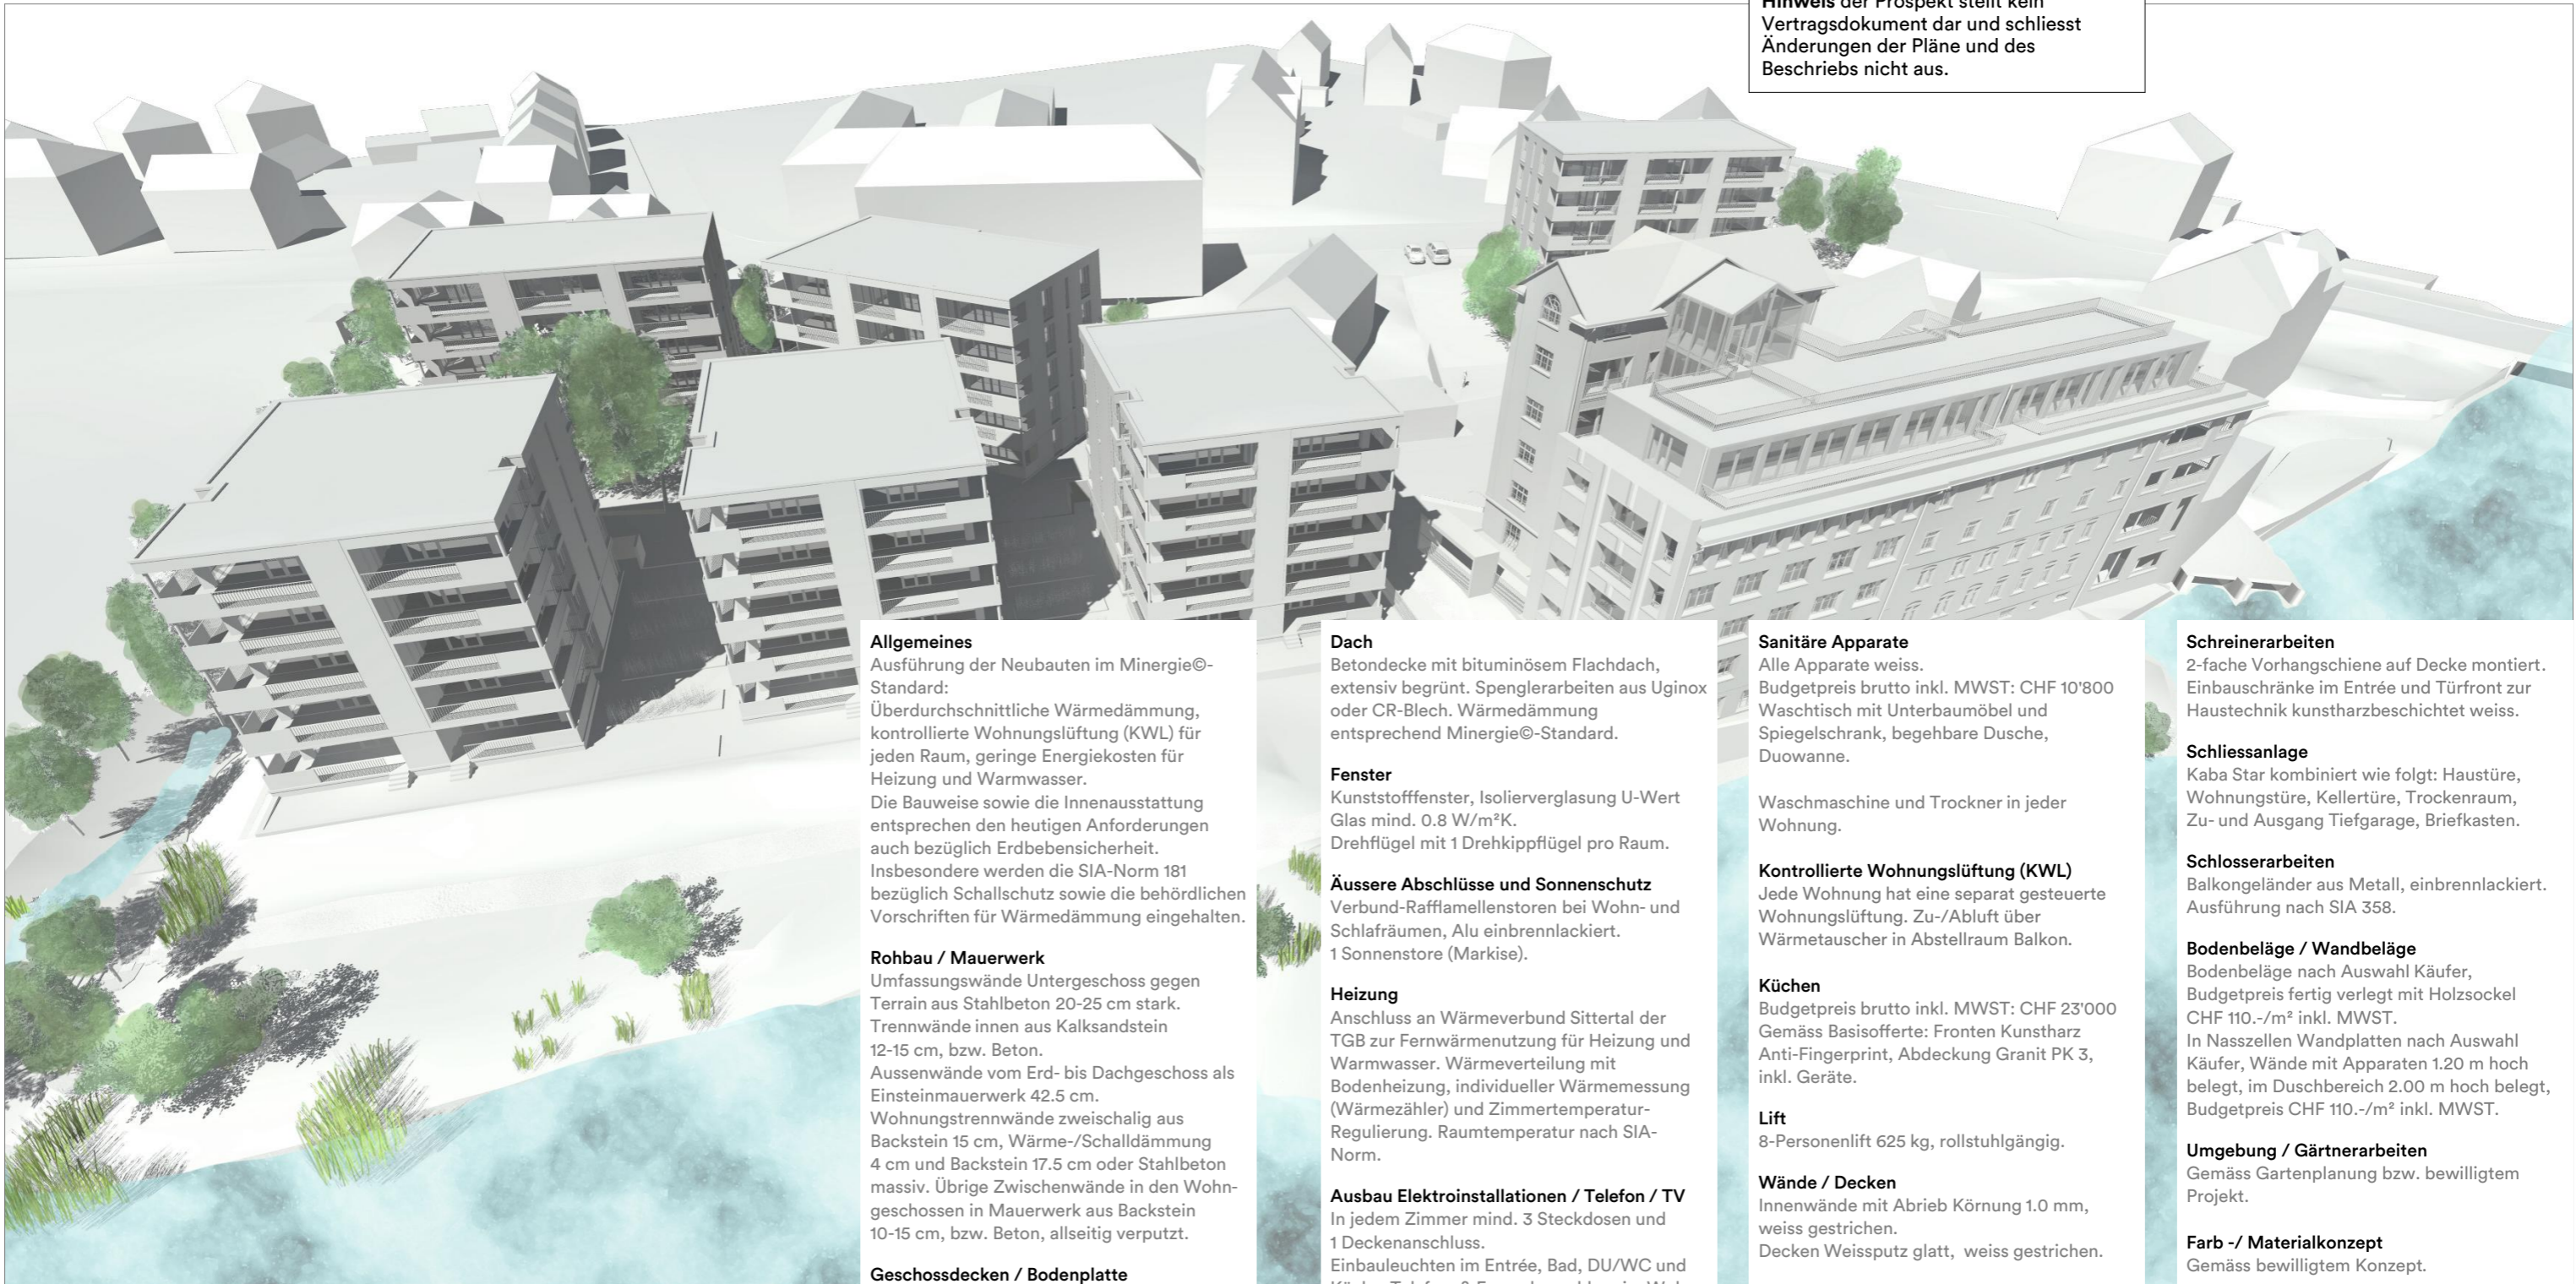 Hinweis der Prospekt stellt kein
Vertragsdokument dar und schliesst
Änderungen der Pläne und des
Beschriebs nicht aus.
Allgemeines
Ausführung der Neubauten im Minergie©-
Standard:
Überdurchschnittliche Wärmedämmung,
kontrollierte Wohnungslüftung (KWL) für
jeden Raum, geringe Energiekosten für
Heizung und Warmwasser.
Die Bauweise sowie die Innenausstattung
entsprechen den heutigen Anforderungen
auch bezüglich Erdbebensicherheit.
Insbesondere werden die SIA-Norm 181
bezüglich Schallschutz sowie die behördlichen
Vorschriften für Wärmedämmung eingehalten.
Rohbau / Mauerwerk
Umfassungswände Untergeschoss gegen
Terrain aus Stahlbeton 20-25 cm stark.
Trennwände innen aus Kalksandstein
12-15 cm, bzw. Beton.
Aussenwände vom Erd- bis Dachgeschoss als
Einsteinmauerwerk 42.5 cm.
Wohnungstrennwände zweischalig aus
Backstein 15 cm, Wärme-/Schalldämmung
4 cm und Backstein 17.5 cm oder Stahlbeton
massiv. Übrige Zwischenwände in den Wohn-
geschossen in Mauerwerk aus Backstein
10-15 cm, bzw. Beton, allseitig verputzt.
Geschossdecken / Bodenplatte
Dach
Betondecke mit bituminösem Flachdach,
extensiv begrünt. Spenglerarbeiten aus Uginox
oder CR-Blech. Wärmedämmung
entsprechend Minergie©-Standard.
Fenster
Kunststofffenster, Isolierverglasung U-Wert
Glas mind. 0.8 W/m²K.
Drehflügel mit 1 Drehkippflügel pro Raum.
Äussere Abschlüsse und Sonnenschutz
Verbund-Rafflamellenstoren bei Wohn- und
Schlafräumen, Alu einbrennlackiert.
1 Sonnenstore (Markise).
Heizung
Anschluss an Wärmeverbund Sittertal der
TGB zur Fernwärmenutzung für Heizung und
Warmwasser. Wärmeverteilung mit
Bodenheizung, individueller Wärmemessung
(Wärmezähler) und Zimmertemperatur-
Regulierung. Raumtemperatur nach SIA-
Norm.
Ausbau Elektroinstallationen / Telefon / TV
In jedem Zimmer mind. 3 Steckdosen und
1 Deckenanschluss.
Einbauleuchten im Entrée, Bad, DU/WC und
Sanitäre Apparate
Alle Apparate weiss.
Budgetpreis brutto inkl. MWST: CHF 10'800
Waschtisch mit Unterbaumöbel und
Spiegelschrank, begehbare Dusche,
Duowanne.
Waschmaschine und Trockner in jeder
Wohnung.
Kontrollierte Wohnungslüftung (KWL)
Jede Wohnung hat eine separat gesteuerte
Wohnungslüftung. Zu-/Abluft über
Wärmetauscher in Abstellraum Balkon.
Küchen
Budgetpreis brutto inkl. MWST: CHF 23'000
Gemäss Basisofferte: Fronten Kunstharz
Anti-Fingerprint, Abdeckung Granit PK 3,
inkl. Geräte.
Lift
8-Personenlift 625 kg, rollstuhlgängig.
Wände / Decken
Innenwände mit Abrieb Körnung 1.0 mm,
weiss gestrichen.
Decken Weissputz glatt, weiss gestrichen.
Schreinerarbeiten
2-fache Vorhangschiene auf Decke montiert.
Einbauschränke im Entrée und Türfront zur
Haustechnik kunstharzbeschichtet weiss.
Schliessanlage
Kaba Star kombiniert wie folgt: Haustüre,
Wohnungstüre, Kellertüre, Trockenraum,
Zu- und Ausgang Tiefgarage, Briefkasten.
Schlosserarbeiten
Balkongeländer aus Metall, einbrennlackiert.
Ausführung nach SIA 358.
Bodenbeläge / Wandbeläge
Bodenbeläge nach Auswahl Käufer,
Budgetpreis fertig verlegt mit Holzsockel
CHF 110.-/m² inkl. MWST.
In Nasszellen Wandplatten nach Auswahl
Käufer, Wände mit Apparaten 1.20 m hoch
belegt, im Duschbereich 2.00 m hoch belegt,
Budgetpreis CHF 110.-/m² inkl. MWST.
Umgebung / Gärtnerarbeiten
Gemäss Gartenplanung bzw. bewilligtem
Projekt.
Farb -/ Materialkonzept
Gemäss bewilligtem Konzept.